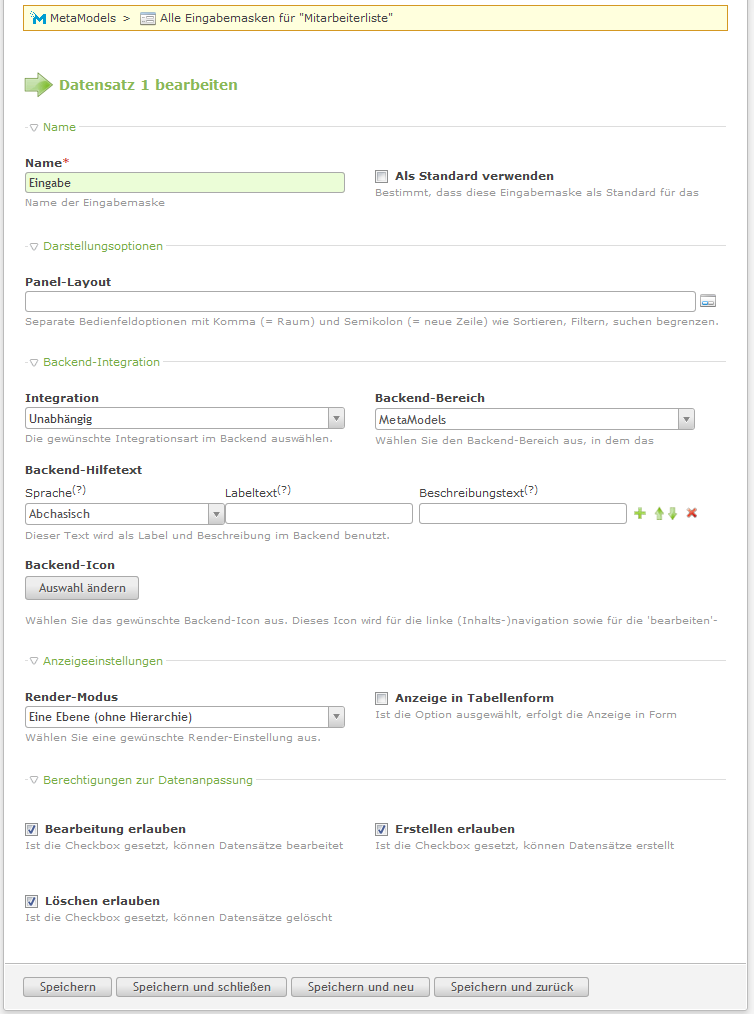 MetaModels > Alle Eingabemasken für "Mitarbeiterliste"
Datensatz 1 bearbeiten
Name
Name*
Eingabe
Name der Eingabemaske
Als Standard verwenden
Bestimmt, dass diese Eingabemaske als Standard für das
Darstellungsoptionen
Panel-Layout
Separate Bedienfeldoptionen mit Komma (= Raum) und Semikolon (= neue Zeile) wie Sortieren, Filtern, suchen begrenzen.
Backend-Integration
Integration
Unabhängig
Die gewünschte Integrationsart im Backend auswählen.
Backend-Bereich
MetaModels
Wählen Sie den Backend-Bereich aus, in dem das
Backend-Hilfetext
Sprache(?) Labeltext(?) Beschreibungstext(?)
Abchasisch
Dieser Text wird als Label und Beschreibung im Backend benutzt.
Backend-Icon
Auswahl ändern
Wählen Sie das gewünschte Backend-Icon aus. Dieses Icon wird für die linke (Inhalts-)navigation sowie für die 'bearbeiten'-
Anzeigeeinstellungen
Render-Modus
Eine Ebene (ohne Hierarchie)
Wählen Sie eine gewünschte Render-Einstellung aus.
Anzeige in Tabellenform
Ist die Option ausgewählt, erfolgt die Anzeige in Form
Berechtigungen zur Datenanpassung
Bearbeitung erlauben
Ist die Checkbox gesetzt, können Datensätze bearbeitet
Erstellen erlauben
Ist die Checkbox gesetzt, können Datensätze erstellt
Löschen erlauben
Ist die Checkbox gesetzt, können Datensätze gelöscht
Speichern Speichern und schließen Speichern und neu Speichern und zurück